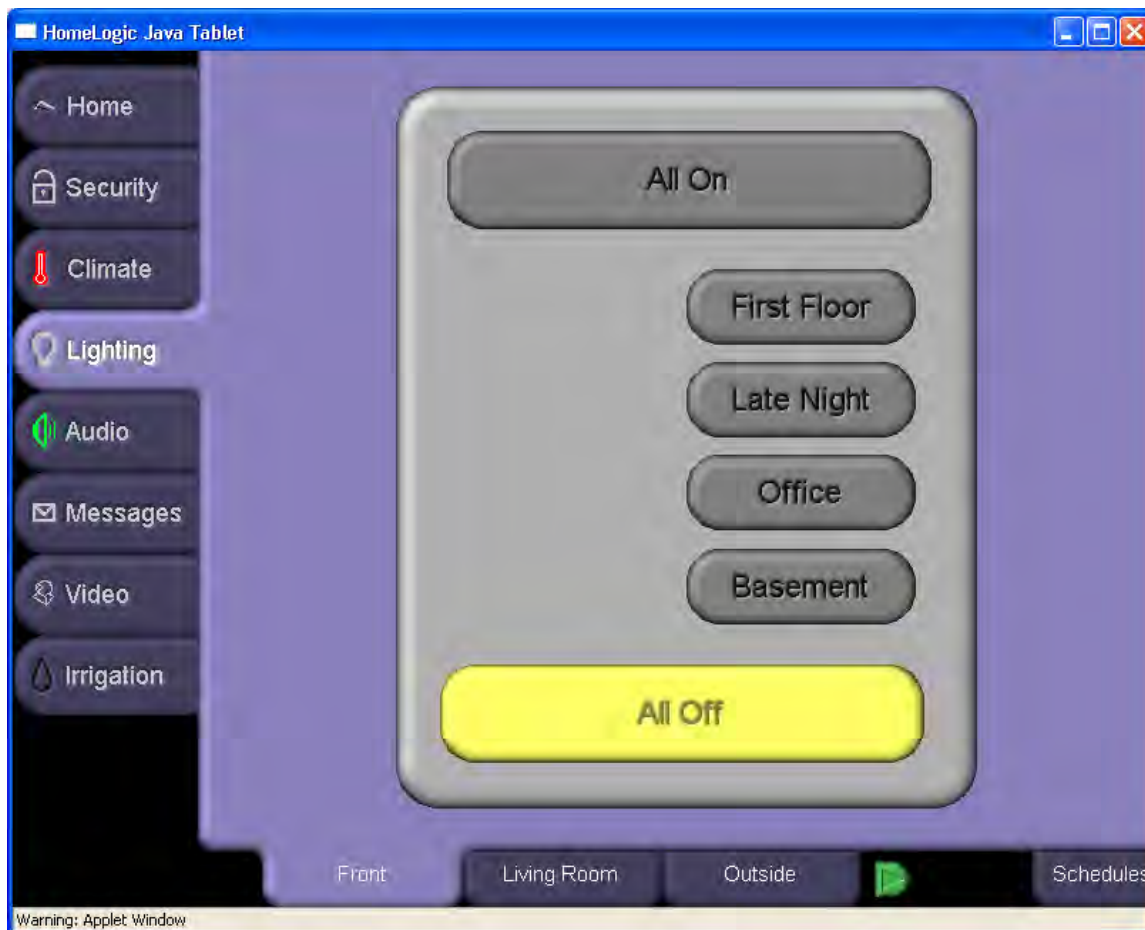 HomeLogic Java Tablet
Home
Security
Climate
Lighting
Audio
Messages
Video
Irrigation
All On
First Floor
Late Night
Office
Basement
All Off
Front
Living Room
Outside
Schedules
Warning: Applet Window